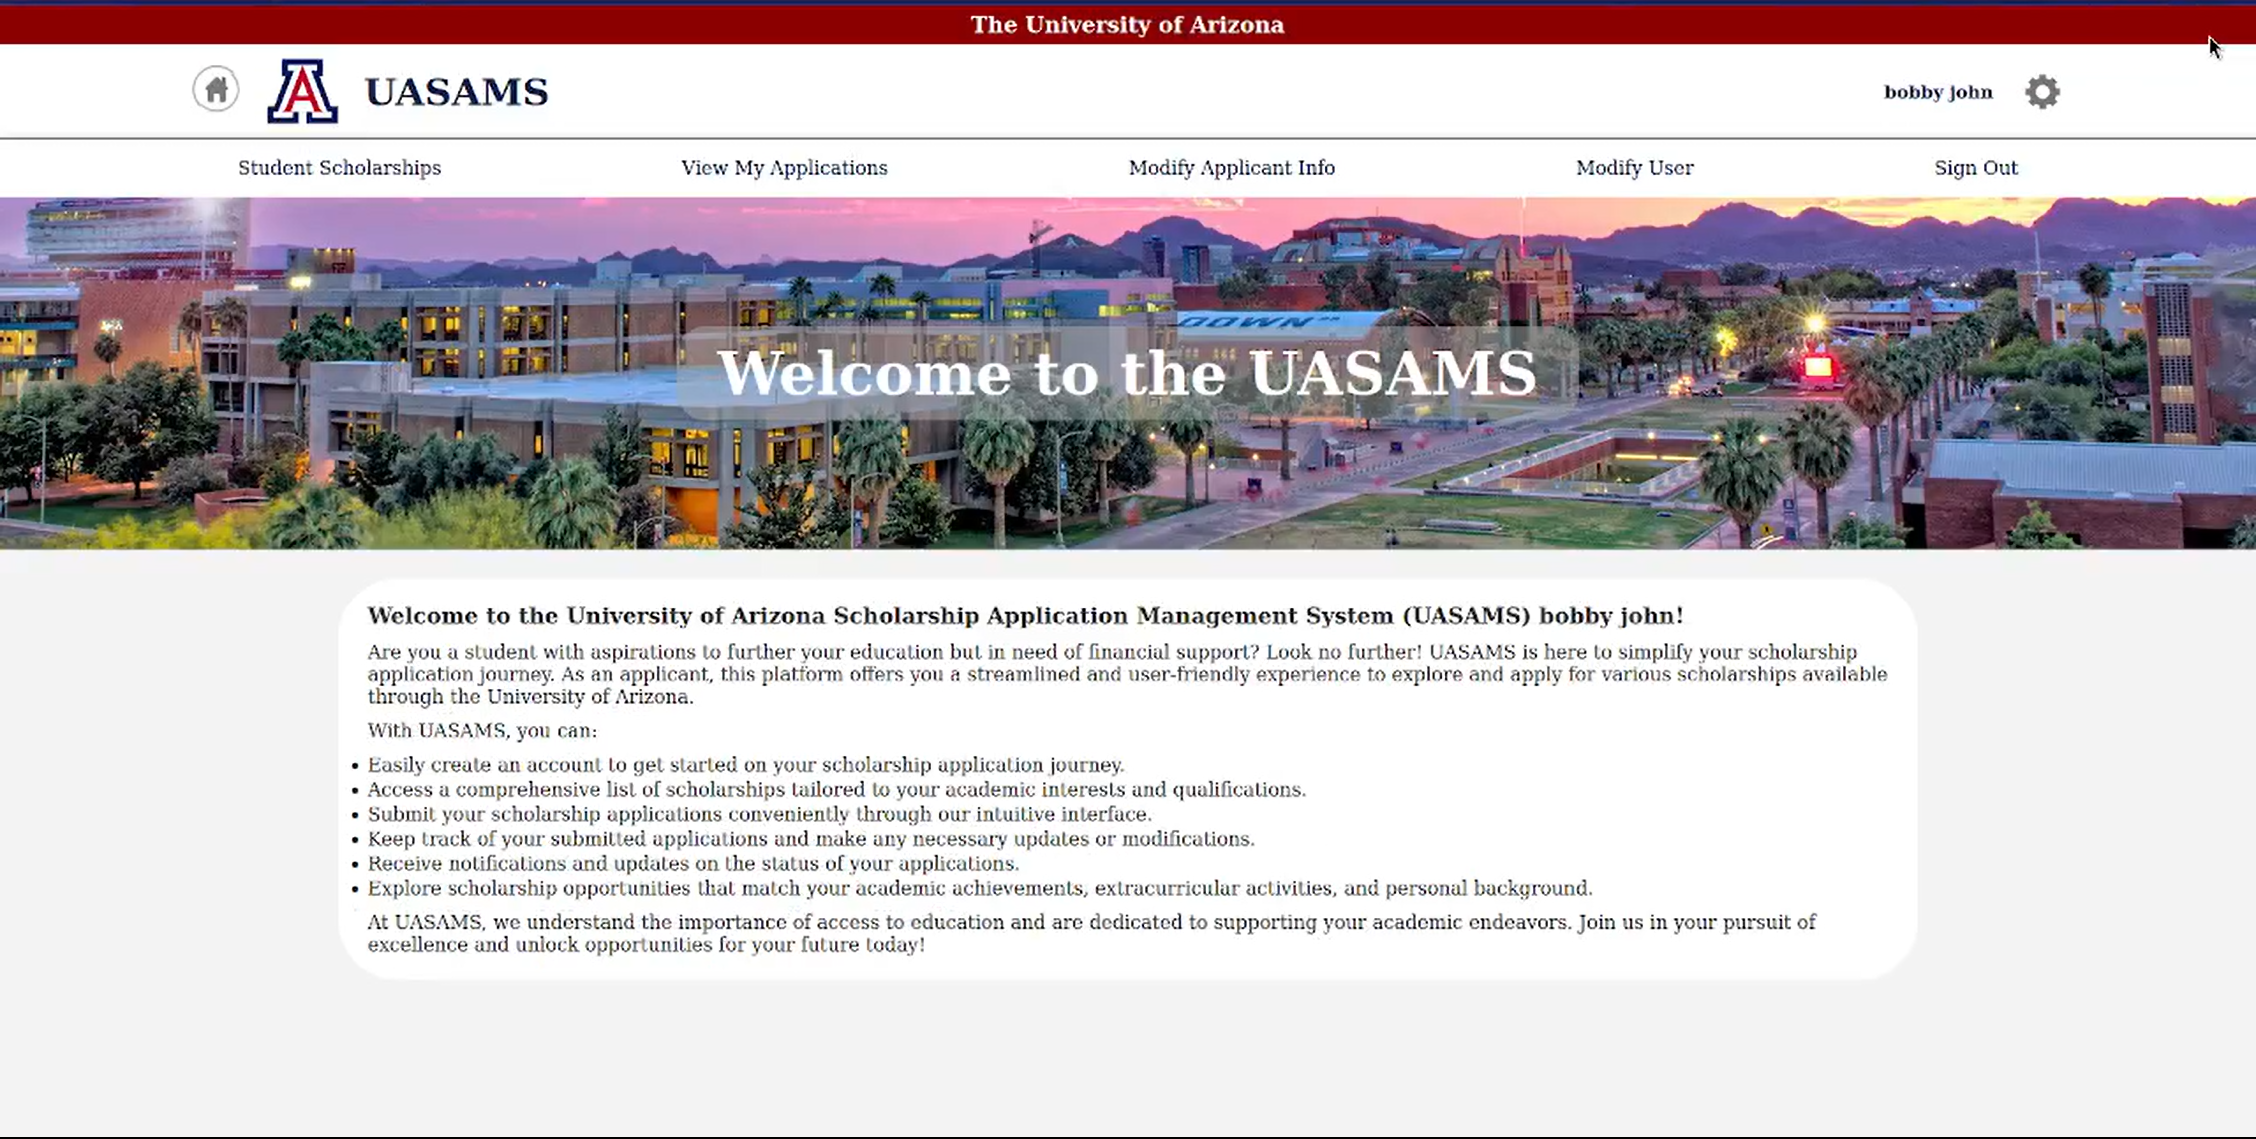 The University of Arizona
A UASAMS
bobby john
Student Scholarships
View My Applications
Modify Applicant Info
Modify User
Sign Out
DOWN"
Welcome to the UASAMS
Welcome to the University of Arizona Scholarship Application Management System (UASAMS) bobby john!
Are you a student with aspirations to further your education but in need of financial support? Look no further! UASAMS is here to simplify your scholarship
application journey. As an applicant, this platform offers you a streamlined and user-friendly experience to explore and apply for various scholarships available
through the University of Arizona.
With UASAMS, you can:
• Easily create an account to get started on your scholarship application journey.
• Access a comprehensive list of scholarships tailored to your academic interests and qualifications.
• Submit your scholarship applications conveniently through our intuitive interface.
• Keep track of your submitted applications and make any necessary updates or modifications.
• Receive notifications and updates on the status of your applications.
• Explore scholarship opportunities that match your academic achievements, extracurricular activities, and personal background.
At UASAMS, we understand the importance of access to education and are dedicated to supporting your academic endeavors. Join us in your pursuit of
excellence and unlock opportunities for your future today!